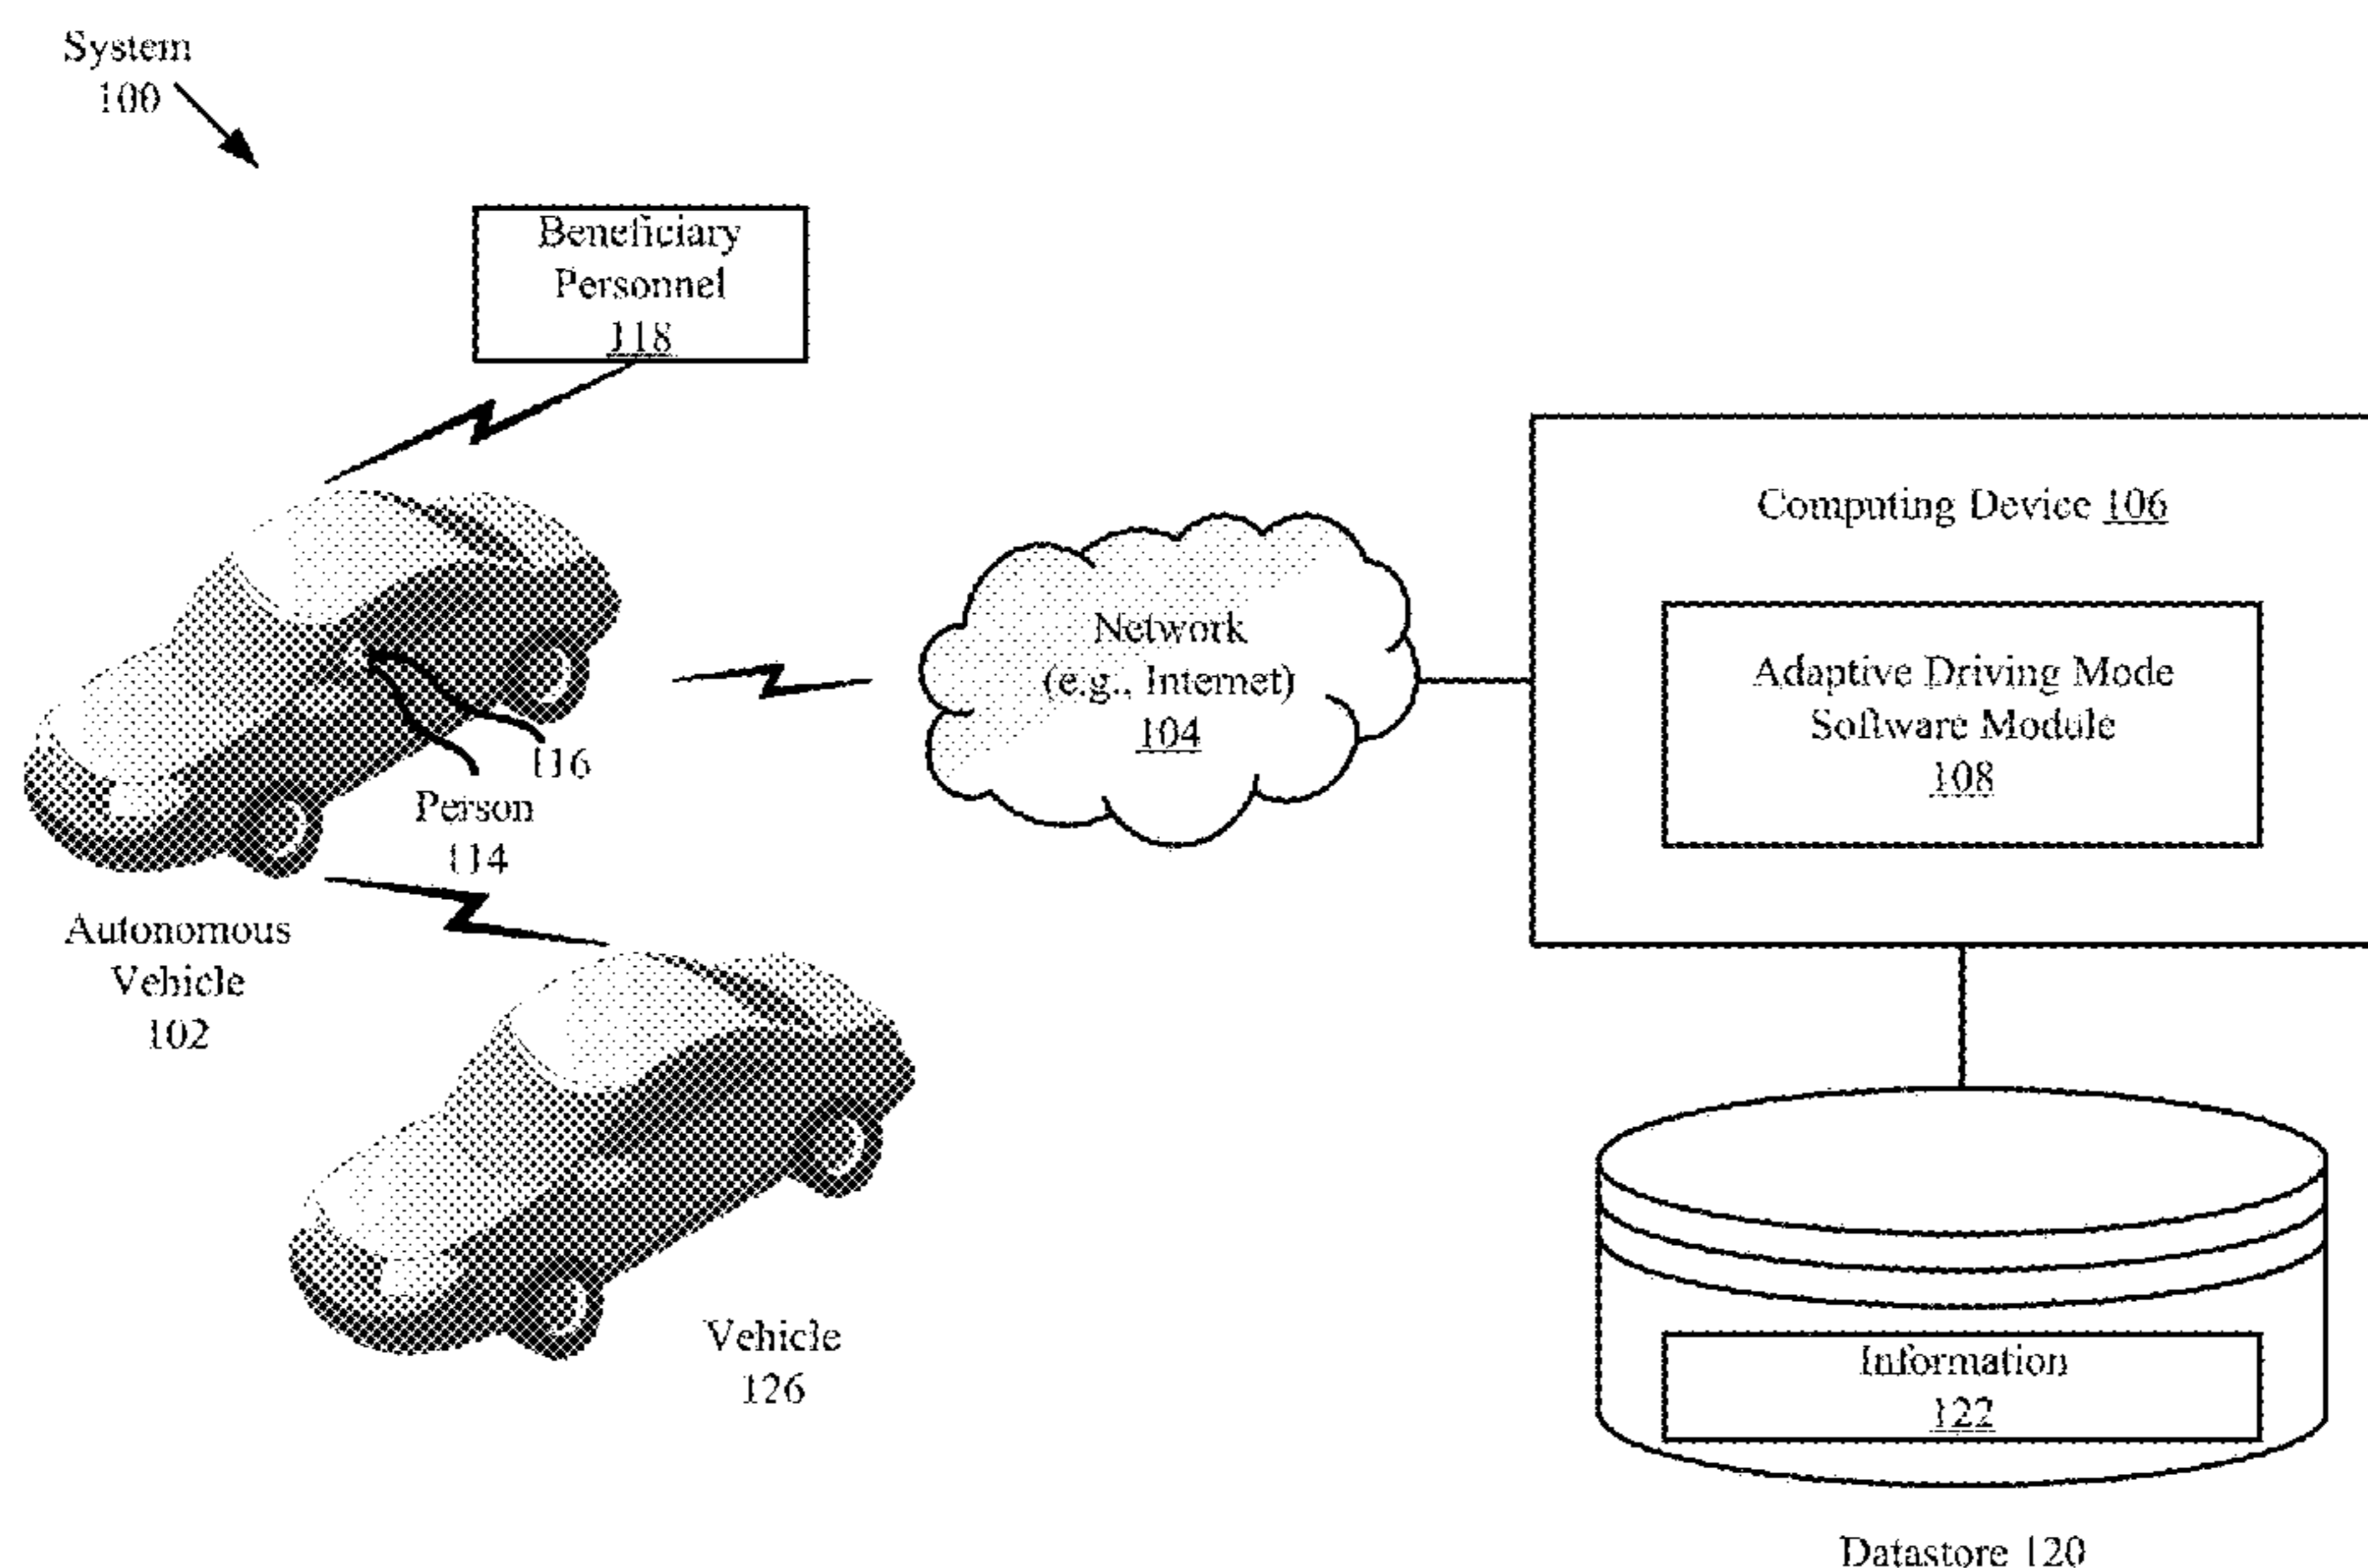 System
100
Beneficiary
Personnel
118
Computing Device 106
Network
(e.g., Internet)
104
Adaptive Driving Mode
Software Module
108
116
Person
114
Autonomous
Vehicle
102
Vehicle
126
Information
122
Datastore 120